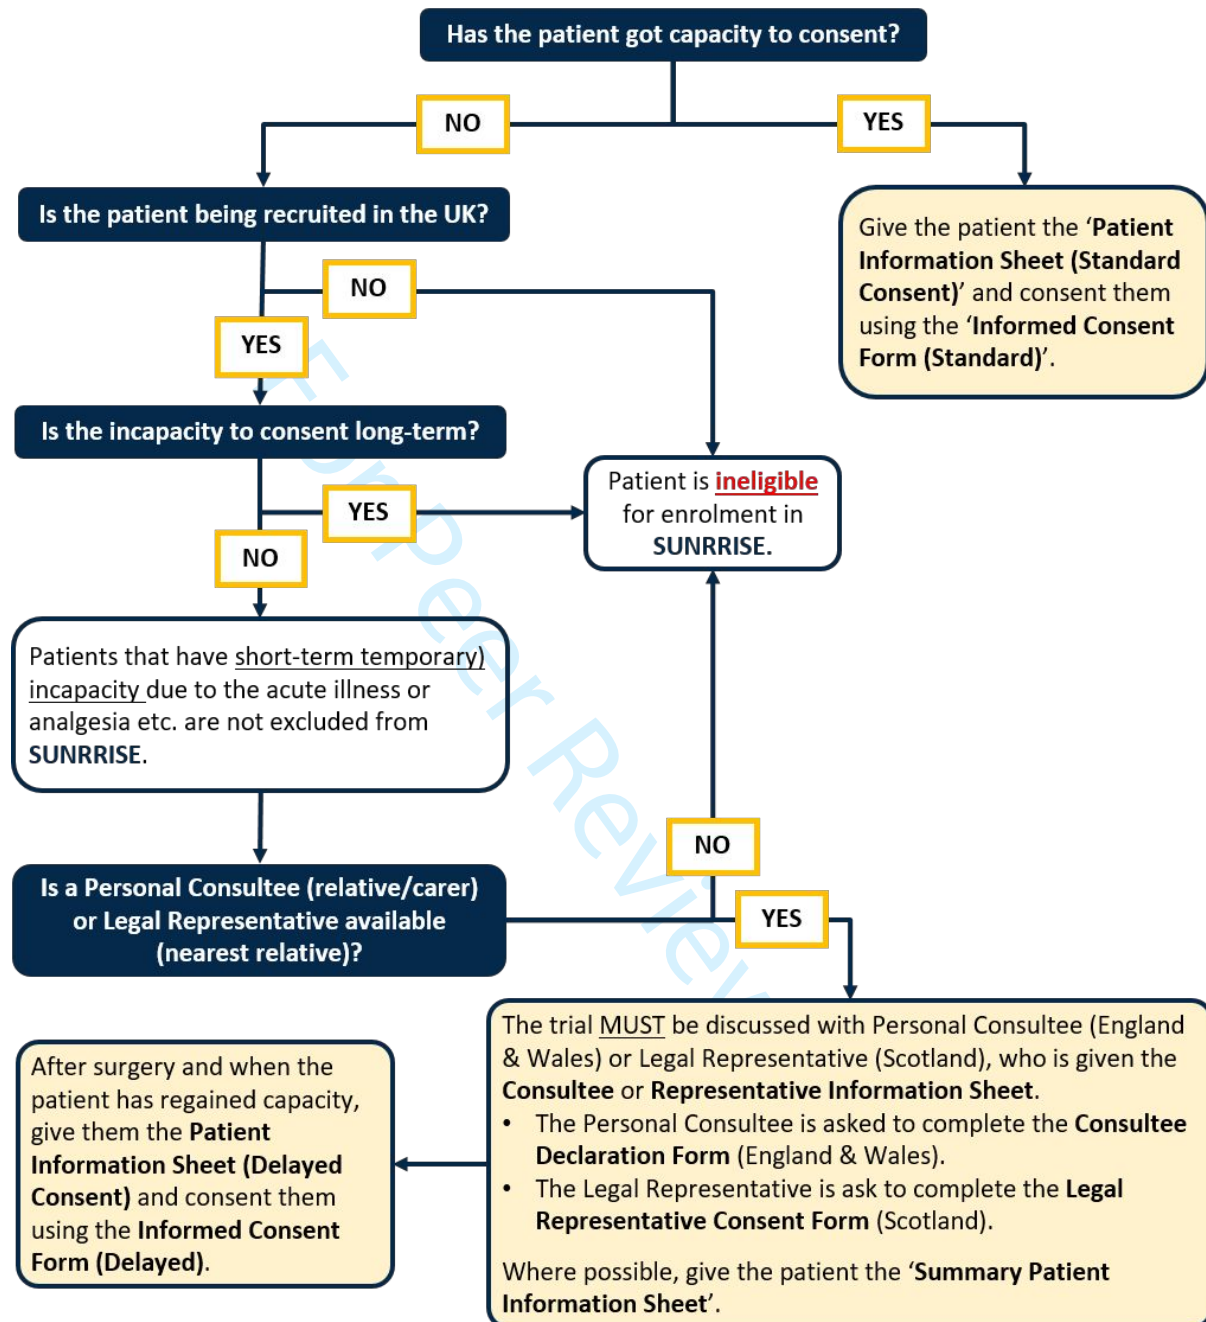 Has the patient got capacity to consent?
NO
YES
Is the patient being recruited in the UK?
Give the patient the ‘Patient
Information Sheet (Standard
Consent)’ and consent them
using the ‘Informed Consent
Form (Standard)’.
NO
YES
Is the incapacity to consent long-term?
YES
NO
Patient is ineligible
for enrolment in
SUNRRISE.
Patients that have short-term temporary)
incapacity due to the acute illness or
analgesia etc. are not excluded from
SUNRRISE.
NO
Is a Personal Consultee (relative/carer)
or Legal Representative available
(nearest relative)?
YES
The trial MUST be discussed with Personal Consultee (England
& Wales) or Legal Representative (Scotland), who is given the
Consultee or Representative Information Sheet.
• The Personal Consultee is asked to complete the Consultee
Declaration Form (England & Wales).
• The Legal Representative is ask to complete the Legal
Representative Consent Form (Scotland).
Where possible, give the patient the ‘Summary Patient
Information Sheet’.
After surgery and when the
patient has regained capacity,
give them the Patient
Information Sheet (Delayed
Consent) and consent them
using the Informed Consent
Form (Delayed).
For Peer Review